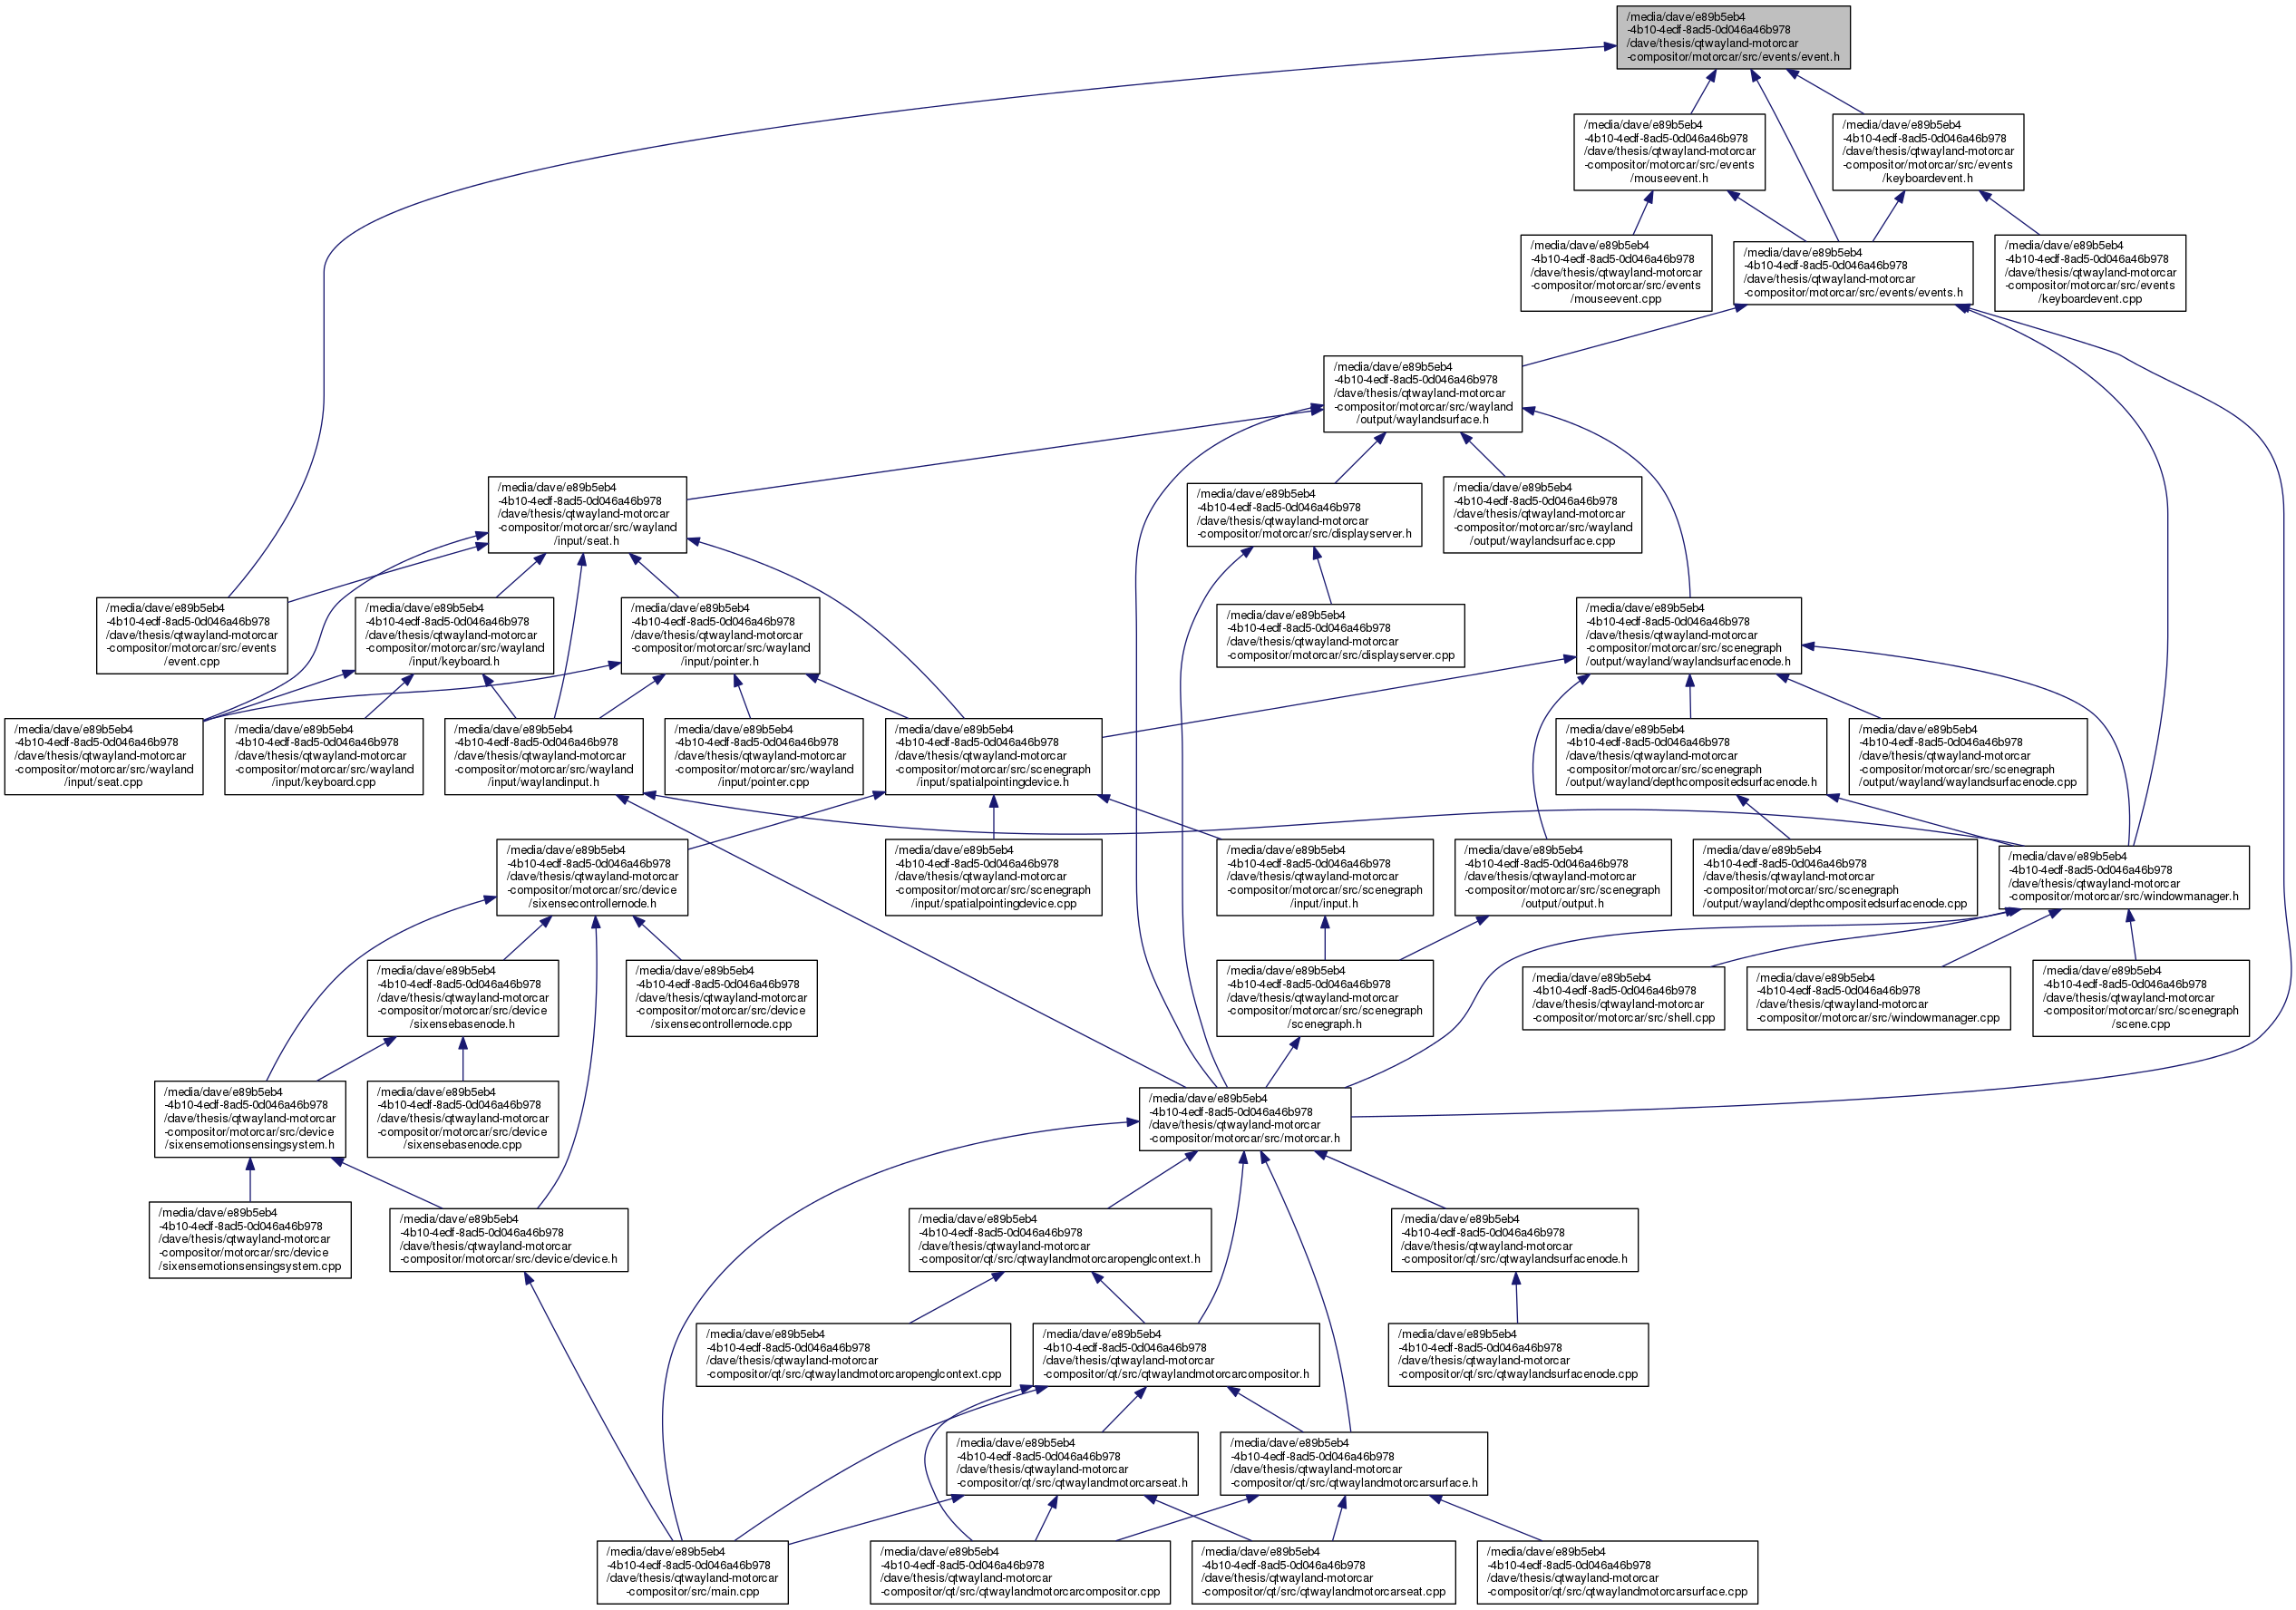 /media/dave/e89b5eb4
-4b10-4edf-8ad5-0d046a46b978
/dave/thesis/qtwayland-motorcar
-compositor/motorcar/src/events/event.h
/media/dave/e89b5eb4
-4b10-4edf-8ad5-0d046a46b978
/dave/thesis/qtwayland-motorcar
-compositor/motorcar/src/events
/mouseevent.h
/media/dave/e89b5eb4
-4b10-4edf-8ad5-0d046a46b978
/dave/thesis/qtwayland-motorcar
-compositor/motorcar/src/events
/keyboardevent.h
/media/dave/e89b5eb4
-4b10-4edf-8ad5-0d046a46b978
/dave/thesis/qtwayland-motorcar
-compositor/motorcar/src/events
/mouseevent.cpp
/media/dave/e89b5eb4
-4b10-4edf-8ad5-0d046a46b978
/dave/thesis/qtwayland-motorcar
-compositor/motorcar/src/events/events.h
/media/dave/e89b5eb4
-4b10-4edf-8ad5-0d046a46b978
/dave/thesis/qtwayland-motorcar
-compositor/motorcar/src/events
/keyboardevent.cpp
/media/dave/e89b5eb4
-4b10-4edf-8ad5-0d046a46b978
/dave/thesis/qtwayland-motorcar
-compositor/motorcar/src/wayland
/output/waylandsurface.h
/media/dave/e89b5eb4
-4b10-4edf-8ad5-0d046a46b978
/dave/thesis/qtwayland-motorcar
-compositor/motorcar/src/wayland
/input/seat.h
/media/dave/e89b5eb4
-4b10-4edf-8ad5-0d046a46b978
/dave/thesis/qtwayland-motorcar
-compositor/motorcar/src/displayserver.h
/media/dave/e89b5eb4
-4b10-4edf-8ad5-0d046a46b978
/dave/thesis/qtwayland-motorcar
-compositor/motorcar/src/wayland
/output/waylandsurface.cpp
/media/dave/e89b5eb4
-4b10-4edf-8ad5-0d046a46b978
/dave/thesis/qtwayland-motorcar
-compositor/motorcar/src/events
/event.cpp
/media/dave/e89b5eb4
-4b10-4edf-8ad5-0d046a46b978
/dave/thesis/qtwayland-motorcar
-compositor/motorcar/src/wayland
/input/keyboard.h
/media/dave/e89b5eb4
-4b10-4edf-8ad5-0d046a46b978
/dave/thesis/qtwayland-motorcar
-compositor/motorcar/src/wayland
/input/pointer.h
/media/dave/e89b5eb4
-4b10-4edf-8ad5-0d046a46b978
/dave/thesis/qtwayland-motorcar
-compositor/motorcar/src/displayserver.cpp
/media/dave/e89b5eb4
-4b10-4edf-8ad5-0d046a46b978
/dave/thesis/qtwayland-motorcar
-compositor/motorcar/src/scenegraph
/output/wayland/waylandsurfacenode.h
/media/dave/e89b5eb4
-4b10-4edf-8ad5-0d046a46b978
/dave/thesis/qtwayland-motorcar
-compositor/motorcar/src/wayland
/input/seat.cpp
/media/dave/e89b5eb4
-4b10-4edf-8ad5-0d046a46b978
/dave/thesis/qtwayland-motorcar
-compositor/motorcar/src/wayland
/input/keyboard.cpp
/media/dave/e89b5eb4
-4b10-4edf-8ad5-0d046a46b978
/dave/thesis/qtwayland-motorcar
-compositor/motorcar/src/wayland
/input/waylandinput.h
/media/dave/e89b5eb4
-4b10-4edf-8ad5-0d046a46b978
/dave/thesis/qtwayland-motorcar
-compositor/motorcar/src/wayland
/input/pointer.cpp
/media/dave/e89b5eb4
-4b10-4edf-8ad5-0d046a46b978
/dave/thesis/qtwayland-motorcar
-compositor/motorcar/src/scenegraph
/input/spatialpointingdevice.h
/media/dave/e89b5eb4
-4b10-4edf-8ad5-0d046a46b978
/dave/thesis/qtwayland-motorcar
-compositor/motorcar/src/scenegraph
/output/wayland/depthcompositedsurfacenode.h
/media/dave/e89b5eb4
-4b10-4edf-8ad5-0d046a46b978
/dave/thesis/qtwayland-motorcar
-compositor/motorcar/src/scenegraph
/output/wayland/waylandsurfacenode.cpp
/media/dave/e89b5eb4
-4b10-4edf-8ad5-0d046a46b978
/dave/thesis/qtwayland-motorcar
-compositor/motorcar/src/device
/sixensecontrollernode.h
/media/dave/e89b5eb4
-4b10-4edf-8ad5-0d046a46b978
/dave/thesis/qtwayland-motorcar
-compositor/motorcar/src/scenegraph
/input/spatialpointingdevice.cpp
/media/dave/e89b5eb4
-4b10-4edf-8ad5-0d046a46b978
/dave/thesis/qtwayland-motorcar
-compositor/motorcar/src/scenegraph
/input/input.h
/media/dave/e89b5eb4
-4b10-4edf-8ad5-0d046a46b978
/dave/thesis/qtwayland-motorcar
-compositor/motorcar/src/scenegraph
/output/output.h
/media/dave/e89b5eb4
-4b10-4edf-8ad5-0d046a46b978
/dave/thesis/qtwayland-motorcar
-compositor/motorcar/src/scenegraph
/output/wayland/depthcompositedsurfacenode.cpp
/media/dave/e89b5eb4
-4b10-4edf-8ad5-0d046a46b978
/dave/thesis/qtwayland-motorcar
-compositor/motorcar/src/windowmanager.h
/media/dave/e89b5eb4
-4b10-4edf-8ad5-0d046a46b978
/dave/thesis/qtwayland-motorcar
-compositor/motorcar/src/device
/sixensebasenode.h
/media/dave/e89b5eb4
-4b10-4edf-8ad5-0d046a46b978
/dave/thesis/qtwayland-motorcar
-compositor/motorcar/src/device
/sixensecontrollernode.cpp
/media/dave/e89b5eb4
-4b10-4edf-8ad5-0d046a46b978
/dave/thesis/qtwayland-motorcar
-compositor/motorcar/src/scenegraph
/scenegraph.h
/media/dave/e89b5eb4
-4b10-4edf-8ad5-0d046a46b978
/dave/thesis/qtwayland-motorcar
-compositor/motorcar/src/shell.cpp
/media/dave/e89b5eb4
-4b10-4edf-8ad5-0d046a46b978
/dave/thesis/qtwayland-motorcar
-compositor/motorcar/src/windowmanager.cpp
/media/dave/e89b5eb4
-4b10-4edf-8ad5-0d046a46b978
/dave/thesis/qtwayland-motorcar
-compositor/motorcar/src/scenegraph
/scene.cpp
/media/dave/e89b5eb4
-4b10-4edf-8ad5-0d046a46b978
/dave/thesis/qtwayland-motorcar
-compositor/motorcar/src/device
/sixensemotionsensingsystem.h
/media/dave/e89b5eb4
-4b10-4edf-8ad5-0d046a46b978
/dave/thesis/qtwayland-motorcar
-compositor/motorcar/src/device
/sixensebasenode.cpp
/media/dave/e89b5eb4
-4b10-4edf-8ad5-0d046a46b978
/dave/thesis/qtwayland-motorcar
-compositor/motorcar/src/motorcar.h
/media/dave/e89b5eb4
-4b10-4edf-8ad5-0d046a46b978
/dave/thesis/qtwayland-motorcar
-compositor/motorcar/src/device
/sixensemotionsensingsystem.cpp
/media/dave/e89b5eb4
-4b10-4edf-8ad5-0d046a46b978
/dave/thesis/qtwayland-motorcar
-compositor/motorcar/src/device/device.h
/media/dave/e89b5eb4
-4b10-4edf-8ad5-0d046a46b978
/dave/thesis/qtwayland-motorcar
-compositor/qt/src/qtwaylandmotorcaropenglcontext.h
/media/dave/e89b5eb4
-4b10-4edf-8ad5-0d046a46b978
/dave/thesis/qtwayland-motorcar
-compositor/qt/src/qtwaylandsurfacenode.h
/media/dave/e89b5eb4
-4b10-4edf-8ad5-0d046a46b978
/dave/thesis/qtwayland-motorcar
-compositor/qt/src/qtwaylandmotorcaropenglcontext.cpp
/media/dave/e89b5eb4
-4b10-4edf-8ad5-0d046a46b978
/dave/thesis/qtwayland-motorcar
-compositor/qt/src/qtwaylandmotorcarcompositor.h
/media/dave/e89b5eb4
-4b10-4edf-8ad5-0d046a46b978
/dave/thesis/qtwayland-motorcar
-compositor/qt/src/qtwaylandsurfacenode.cpp
/media/dave/e89b5eb4
-4b10-4edf-8ad5-0d046a46b978
/dave/thesis/qtwayland-motorcar
-compositor/qt/src/qtwaylandmotorcarseat.h
/media/dave/e89b5eb4
-4b10-4edf-8ad5-0d046a46b978
/dave/thesis/qtwayland-motorcar
-compositor/qt/src/qtwaylandmotorcarsurface.h
/media/dave/e89b5eb4
-4b10-4edf-8ad5-0d046a46b978
/dave/thesis/qtwayland-motorcar
-compositor/src/main.cpp
/media/dave/e89b5eb4
-4b10-4edf-8ad5-0d046a46b978
/dave/thesis/qtwayland-motorcar
-compositor/qt/src/qtwaylandmotorcarcompositor.cpp
/media/dave/e89b5eb4
-4b10-4edf-8ad5-0d046a46b978
/dave/thesis/qtwayland-motorcar
-compositor/qt/src/qtwaylandmotorcarseat.cpp
/media/dave/e89b5eb4
-4b10-4edf-8ad5-0d046a46b978
/dave/thesis/qtwayland-motorcar
-compositor/qt/src/qtwaylandmotorcarsurface.cpp